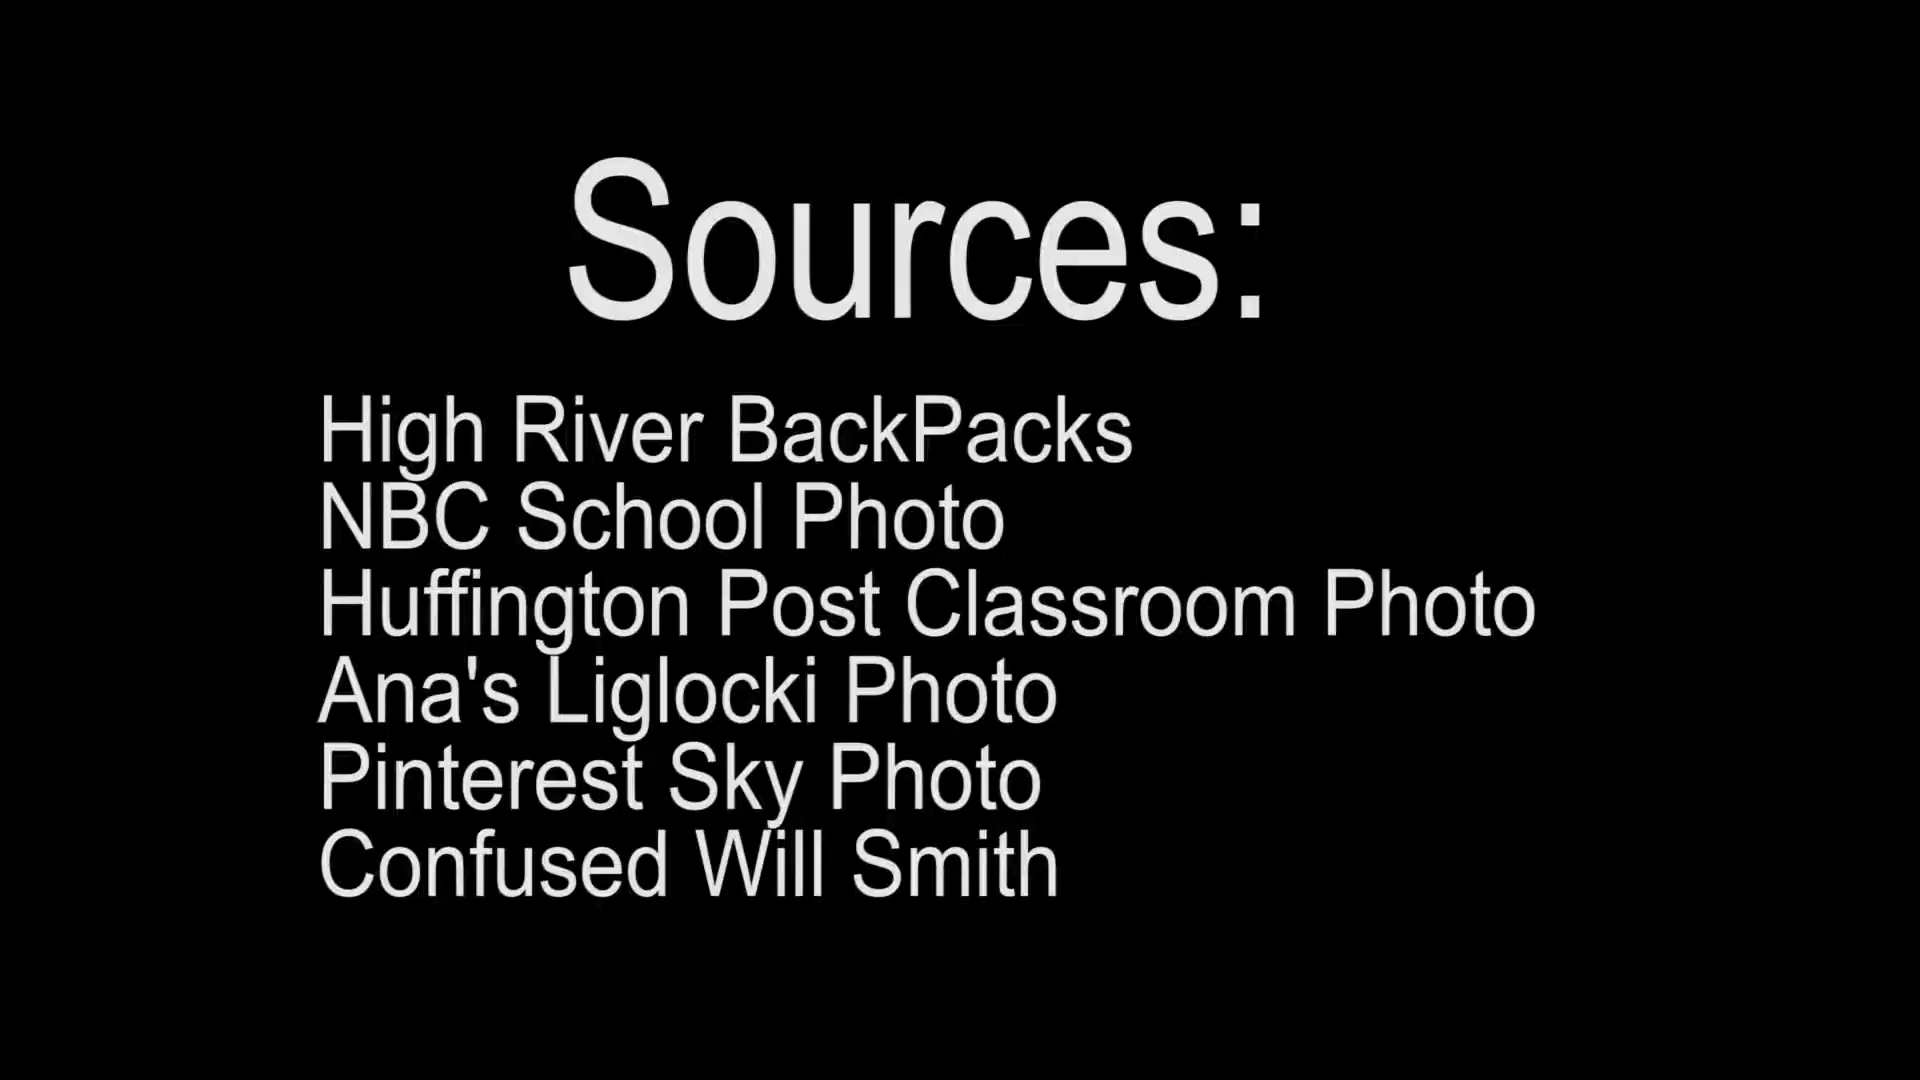 Sources:
High River BackPacks
NBC School Photo
Huffington Post Classroom Photo
Ana's Liglocki Photo
Pinterest Sky Photo
Confused Will Smith